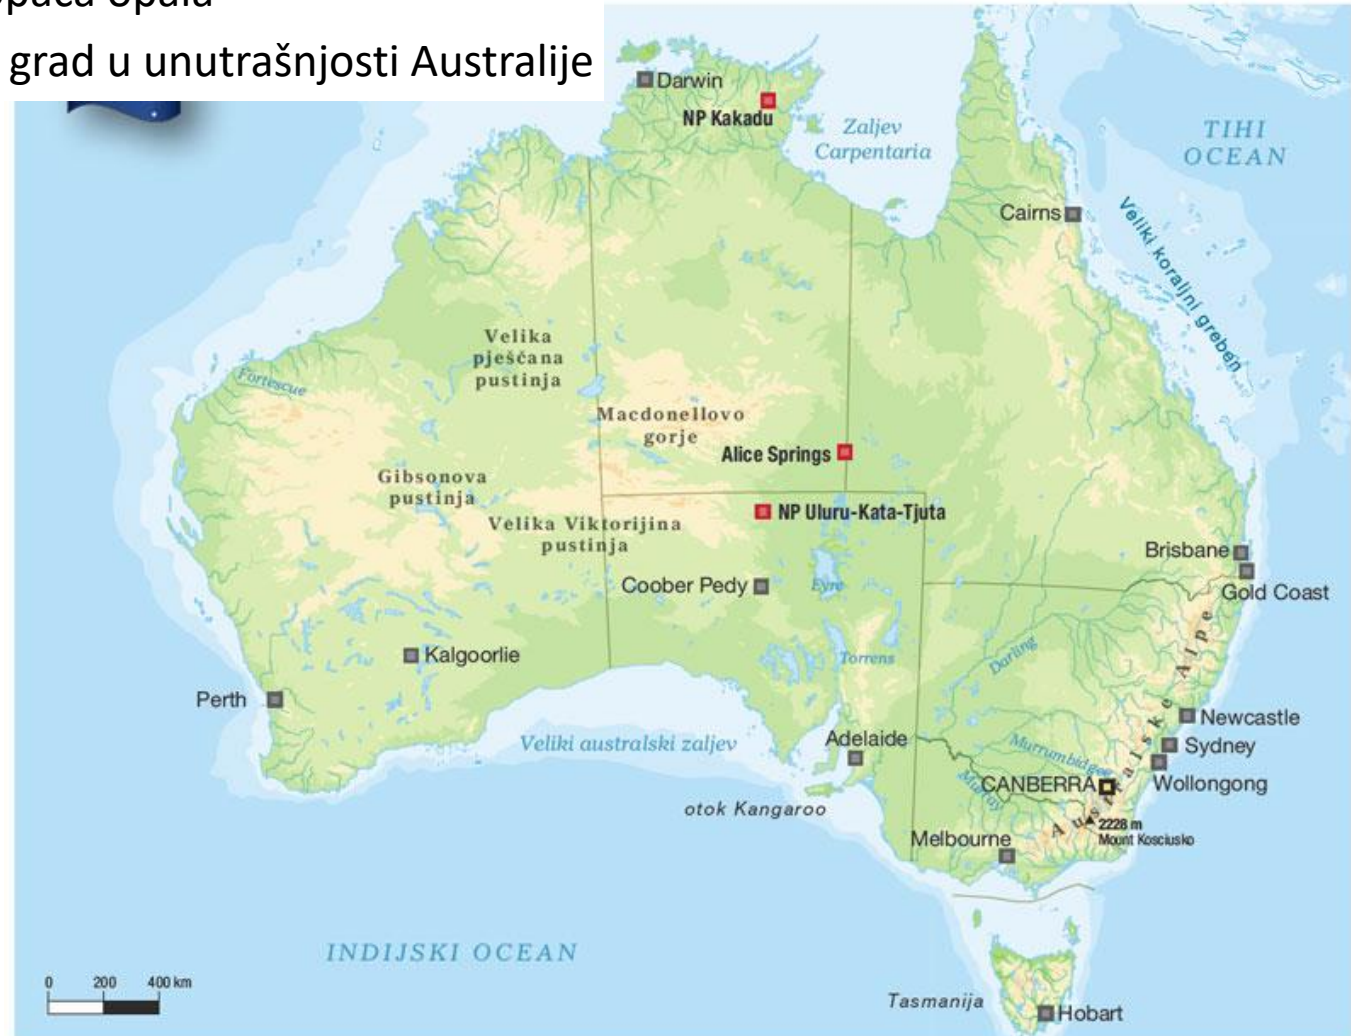 opala
grad u unutrašnjosti Australije
Darwin
NP Kakadu
Zaljev
Carpentaria
TIHI
OCEAN
Cairns
Veliki koraljni greben
Velika
pješčana
pustinja
Fortescue
Macdonellovo
gorje
Alice Springs
Gibsonova
pustinja
NP Uluru-Kata-Tjuta
Velika Viktorijina
pustinja
Brisbane
Coober Pedy
Eyre
Gold Coast
Kalgoorlie
Torrens
Darling
Perth
Australske Alpe
Newcastle
Veliki australski zaljev
Adelaide
Murrumbidgee
Sydney
Murray
CANBERRA
Wollongong
otok Kangaroo
2228 m
Mount Kosciusko
Melbourne
INDIJSKI OCEAN
0 200 400 km
Tasmanija
Hobart